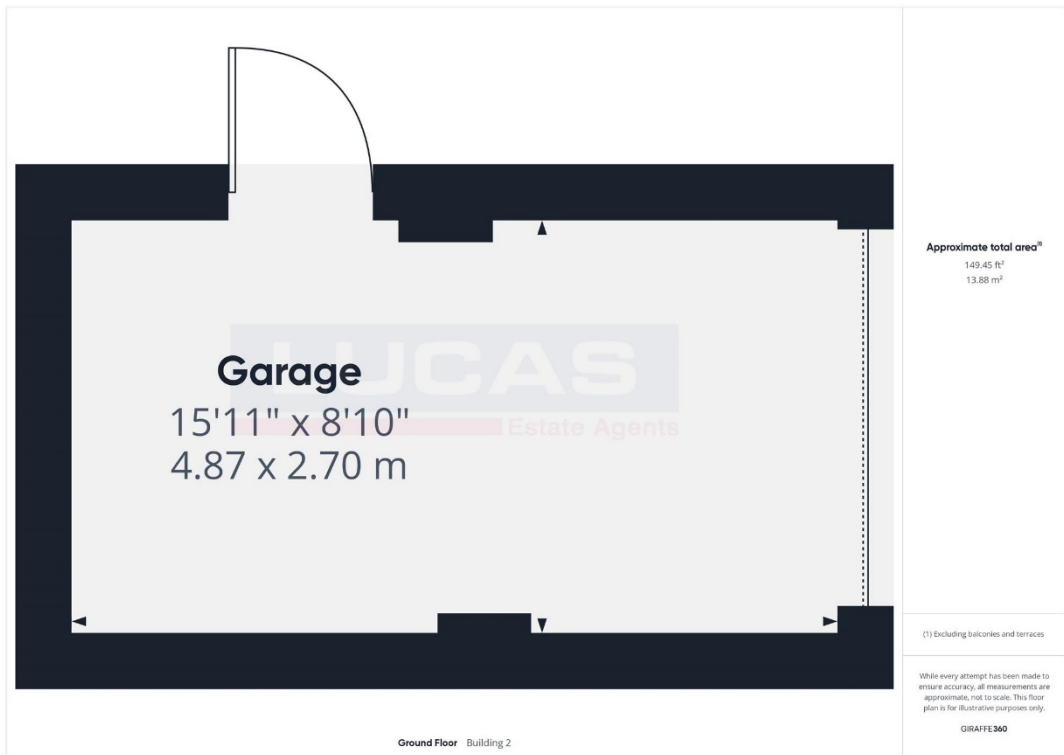 Approximate total area⁽¹⁾
149.45 ft²
13.88 m²
LUCAS
Garage
15'11" x 8'10"
Estate Agents
4.87 x 2.70 m
(1) Excluding balconies and terraces
While every attempt has been made to
ensure accuracy, all measurements are
approximate, not to scale. This floor
plan is for illustrative purposes only.
GIRAFFE360
Ground Floor Building 2